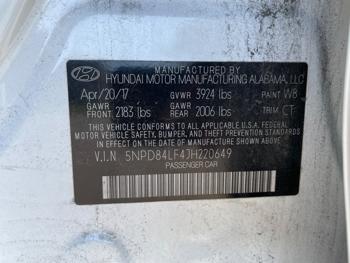 MANUFACTURED BY
HYUNDAI MOTOR MANUFACTURING ALABAMA, LLC
Apr/20/17 GVWR 3924 lbs PAINT W8
GAWR FRT 2183 lbs GAWR RR 2006 lbs TRIM CT
THIS VEHICLE CONFORMS TO ALL APPLICABLE U.S. FEDERAL
MOTOR VEHICLE SAFETY, BUMPER, AND THEFT PREVENTION
STANDARDS IN EFFECT ON THE DATE OF MANUFACTURE SHOWN ABOVE.
V.I.N 5NPD84LF4JH220649
PASSENGER CAR